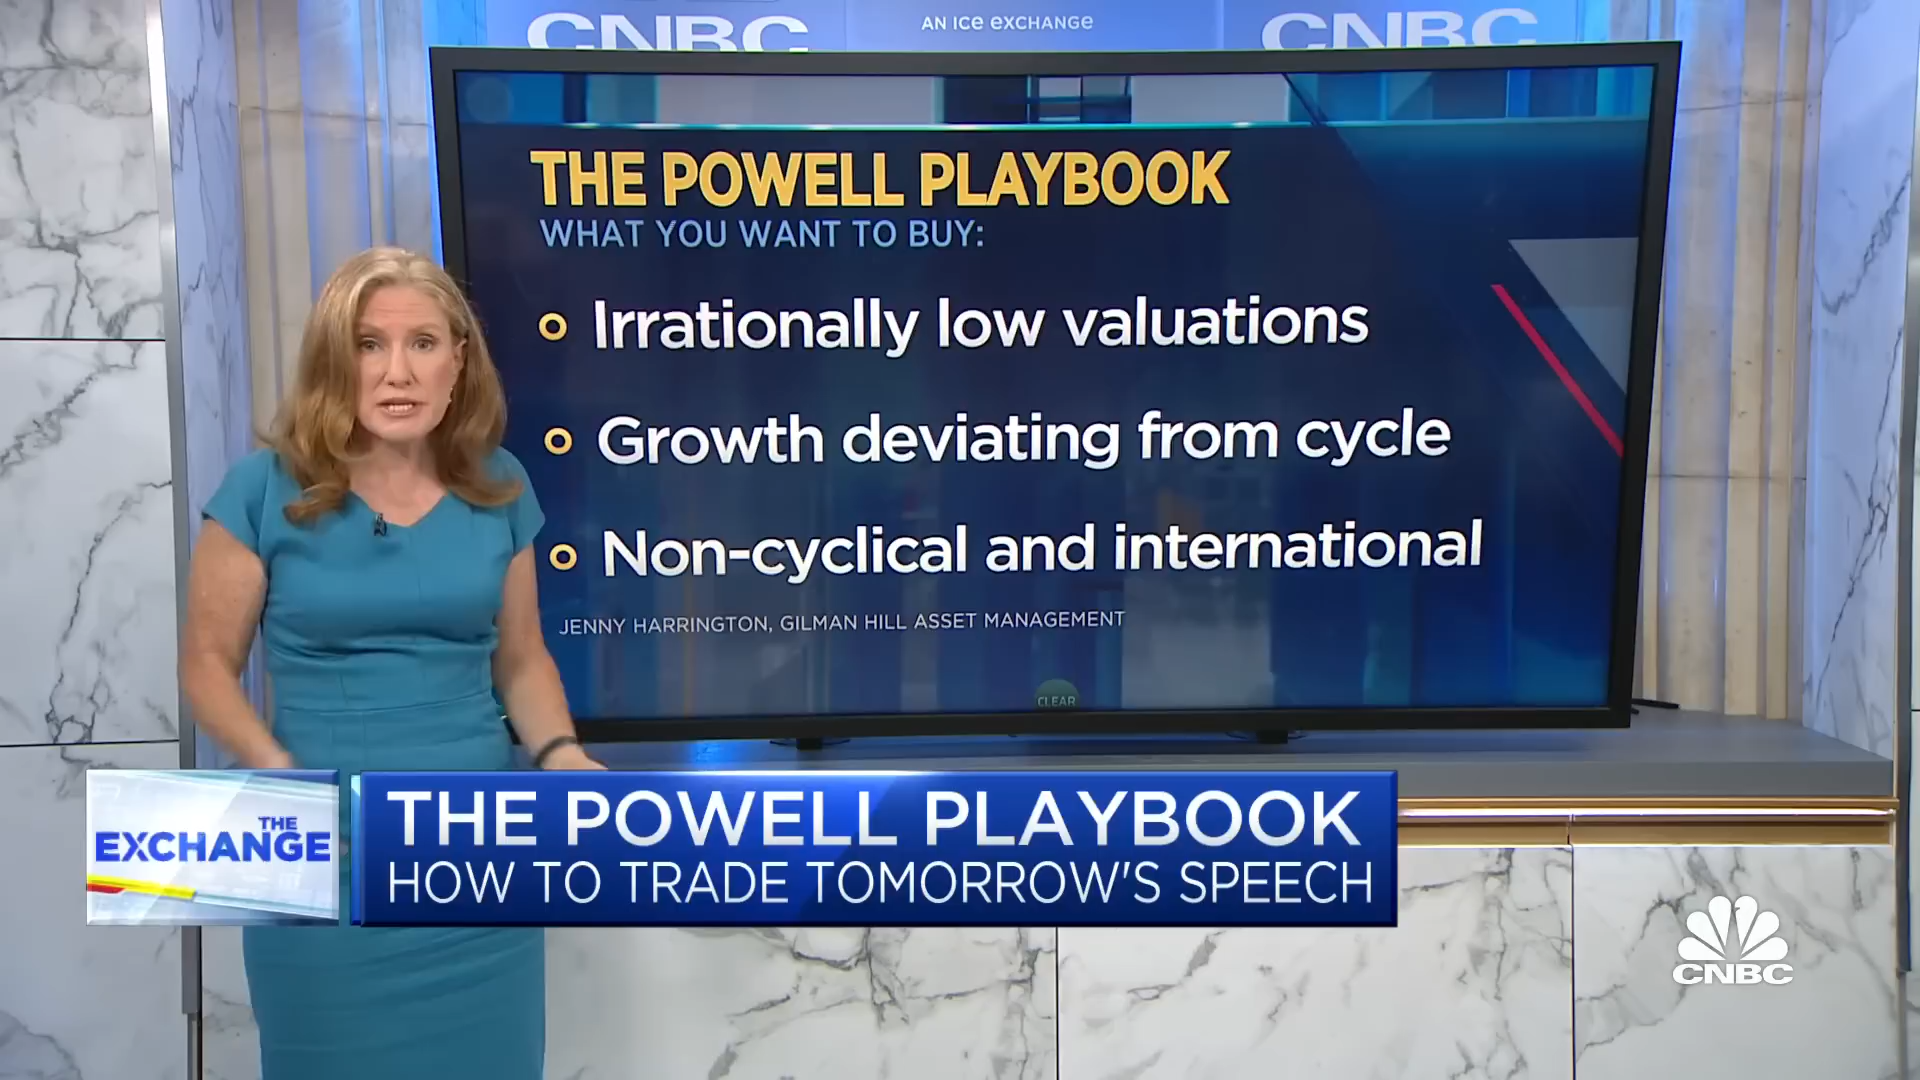 CNBC
AN ICE EXCHANGE
CNBC
THE POWELL PLAYBOOK
WHAT YOU WANT TO BUY:
Irrationally low valuations
Growth deviating from cycle
Non-cyclical and international
JENNY HARRINGTON, GILMAN HILL ASSET MANAGEMENT
CLEAR
THE
EXCHANGE
THE POWELL PLAYBOOK
HOW TO TRADE TOMORROW'S SPEECH
CNBC